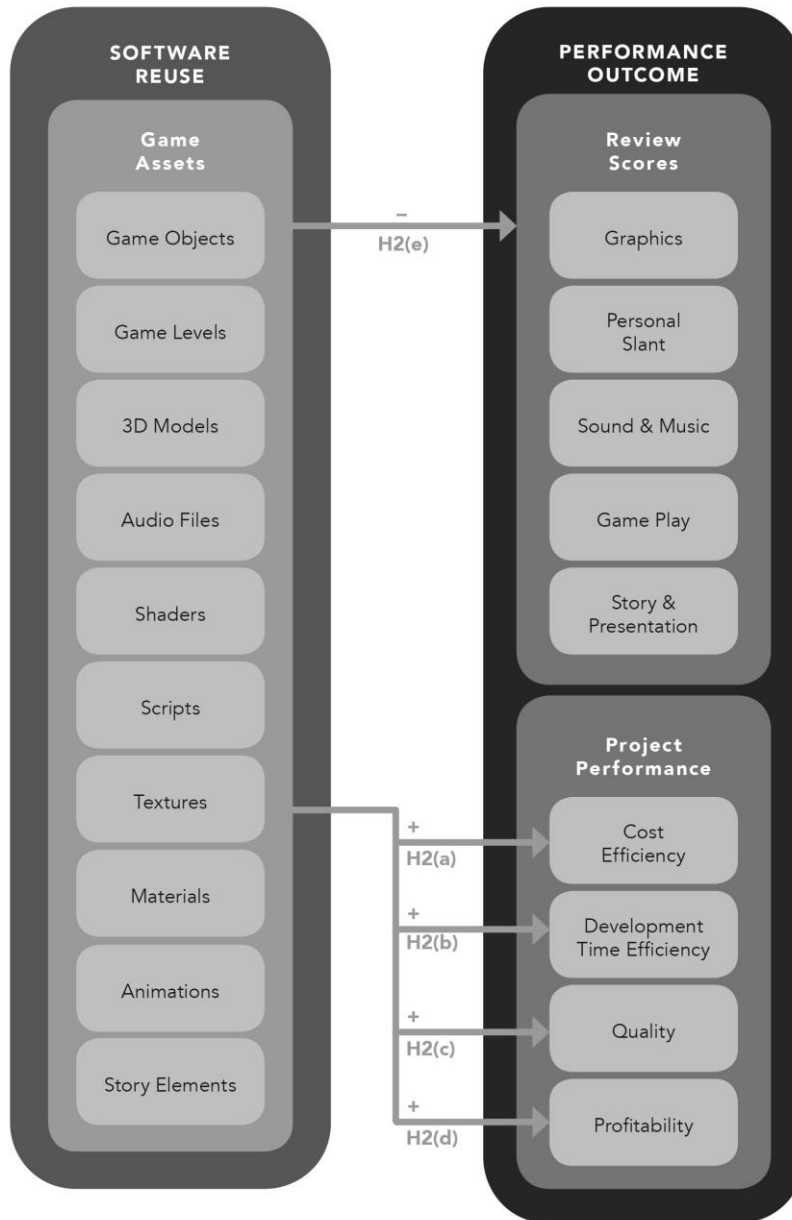 SOFTWARE
REUSE
Game
Assets
Game Objects
Game Levels
3D Models
Audio Files
Shaders
Scripts
Textures
Materials
Animations
Story Elements
–
H2(e)
+
H2(a)
+
H2(b)
+
H2(c)
+
H2(d)
PERFORMANCE
OUTCOME
Review
Scores
Graphics
Personal
Slant
Sound & Music
Game Play
Story &
Presentation
Project
Performance
Cost
Efficiency
Development
Time Efficiency
Quality
Profitability